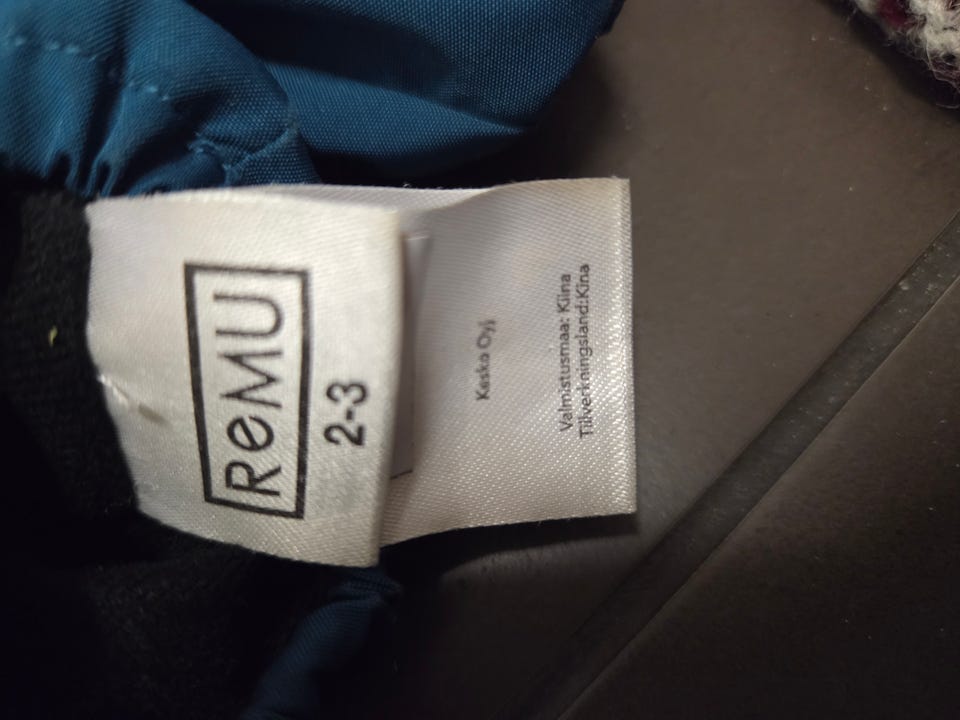 ReMU
2-3
Kesko Oyj
Valmistusmaa: Kiina
Tillverkningsland:Kina